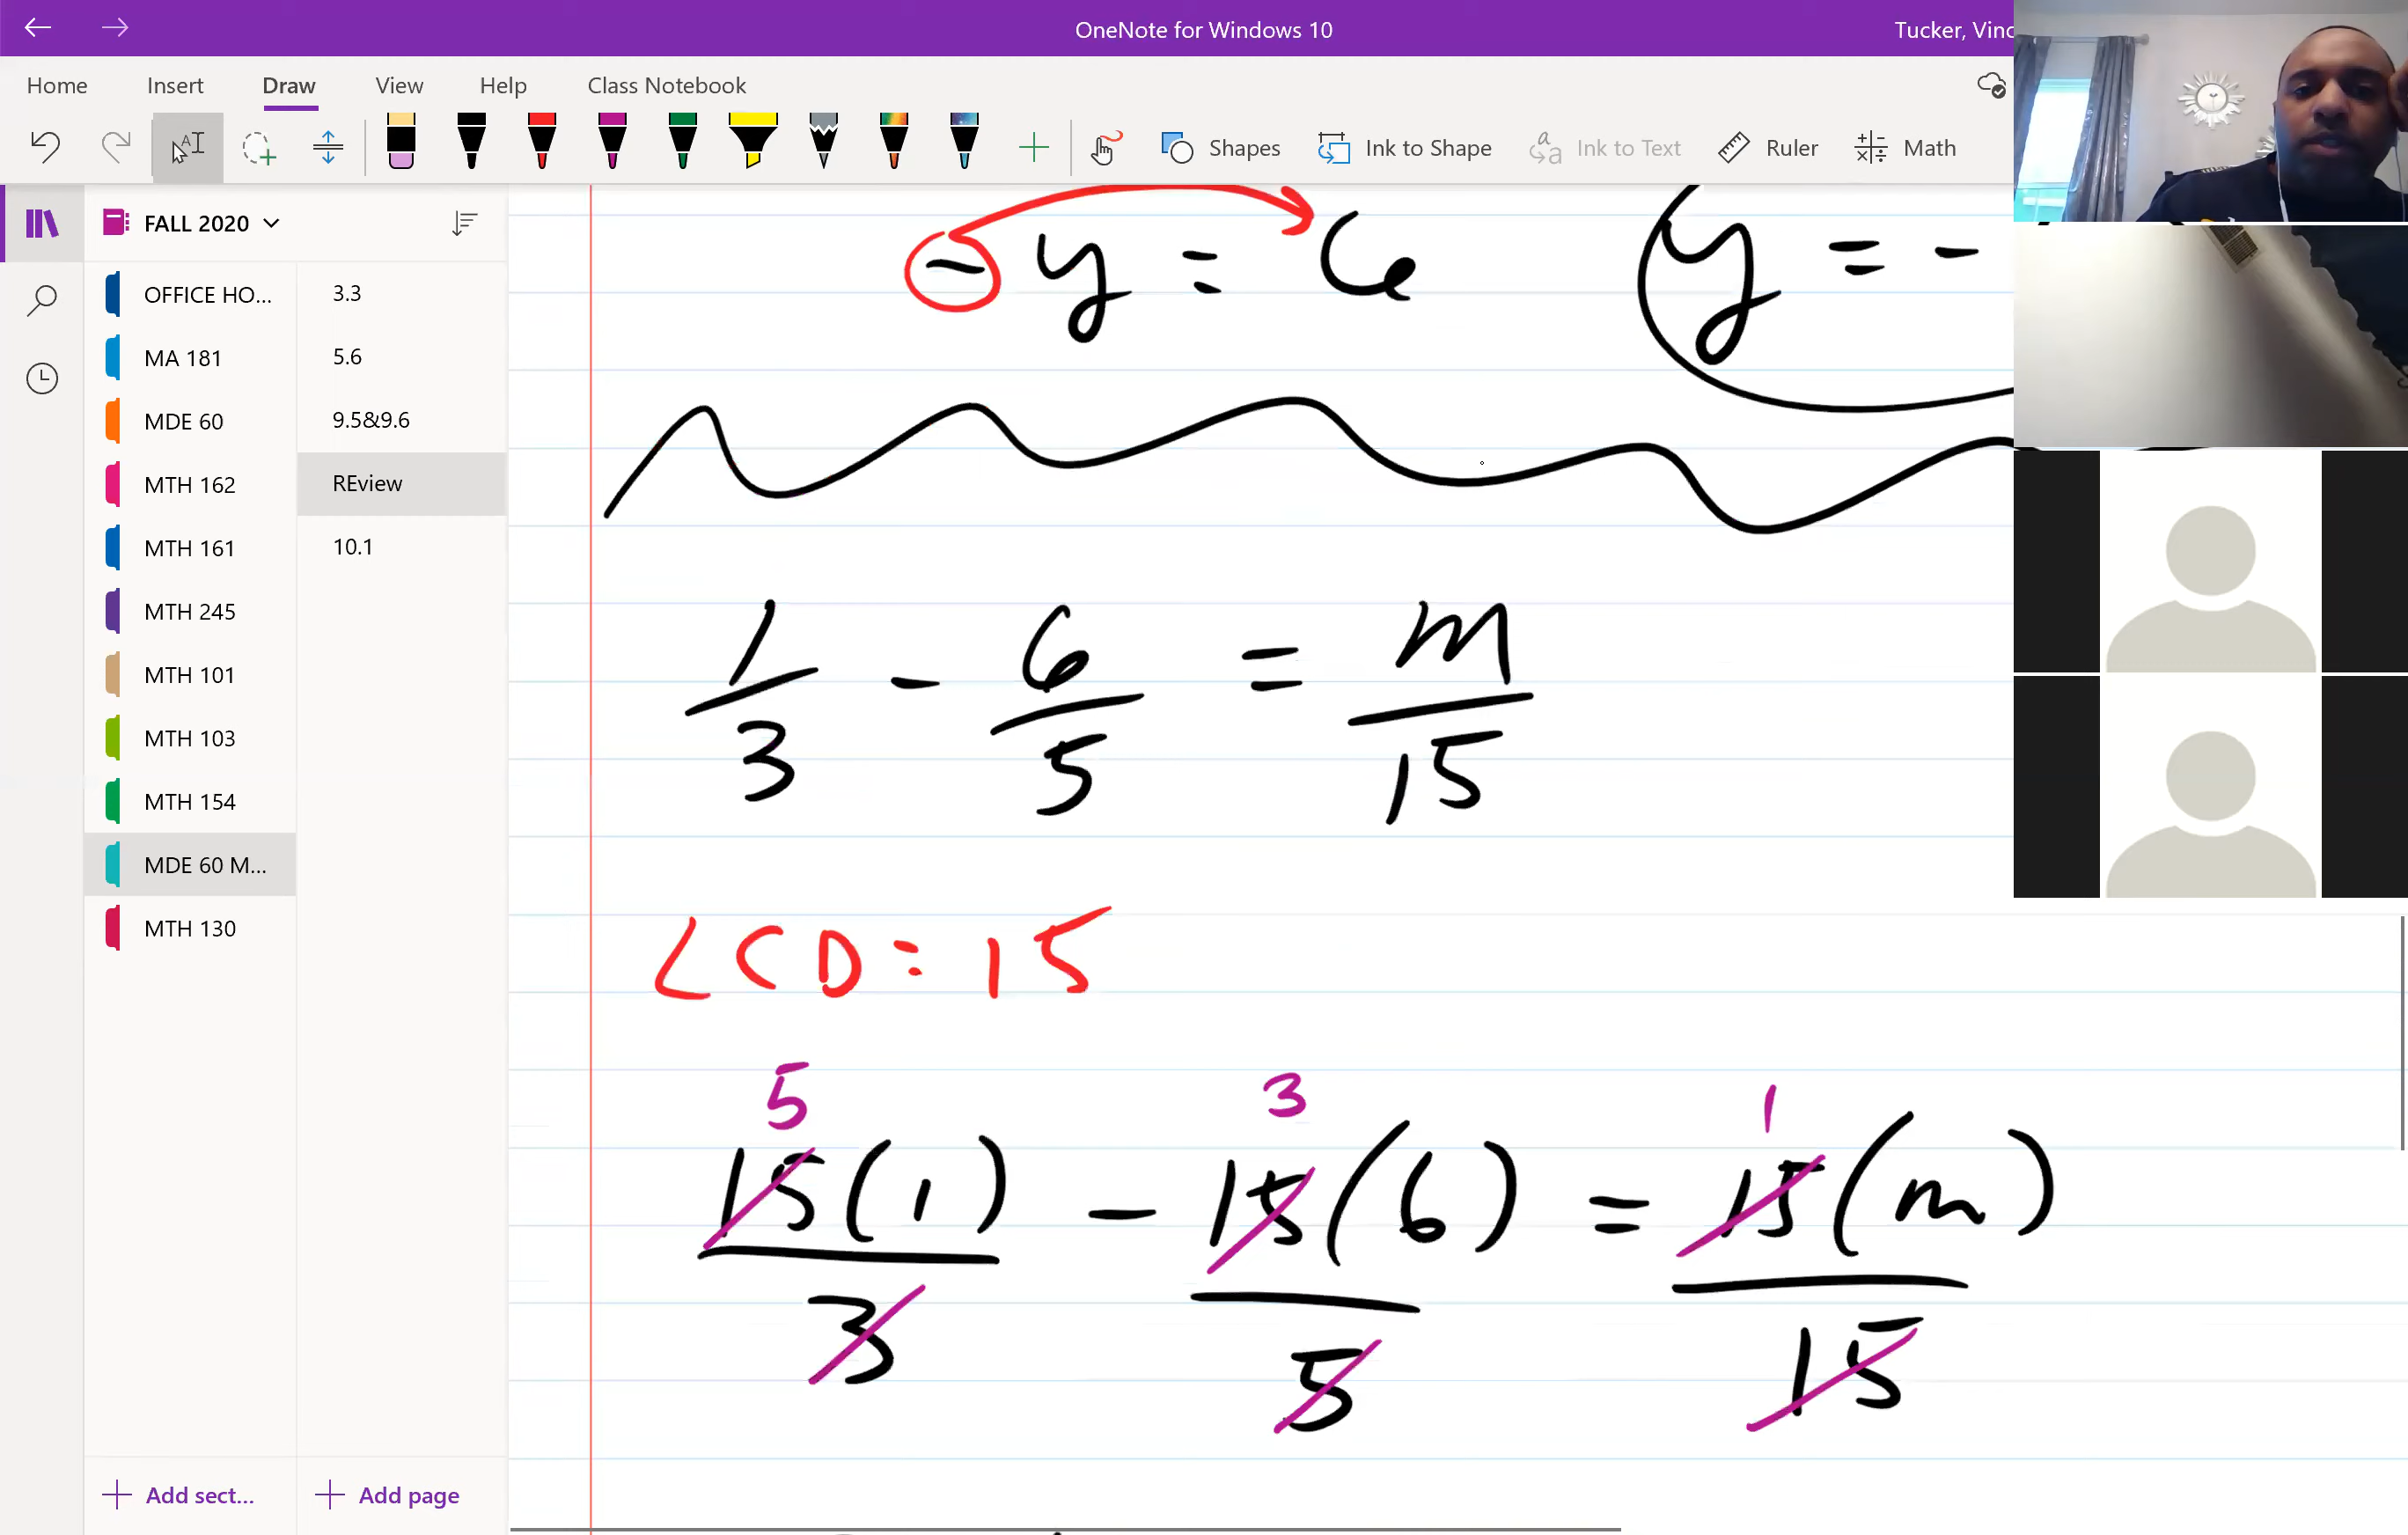 OneNote for Windows 10
Tucker, Vinc
Home Insert Draw View Help Class Notebook
Shapes Ink to Shape Ink to Text Ruler Math
FALL 2020
OFFICE HO...
MA 181
MDE 60
MTH 162
MTH 161
MTH 245
MTH 101
MTH 103
MTH 154
MDE 60 M...
MTH 130
Add sect...
3.3
5.6
9.5&9.6
REview
10.1
Add page
- y = 6 y = -
1/3 - 6/5 = m/15
LCD = 15
5 3 1
15(1)/3 - 15(6)/5 = 15(m)/15